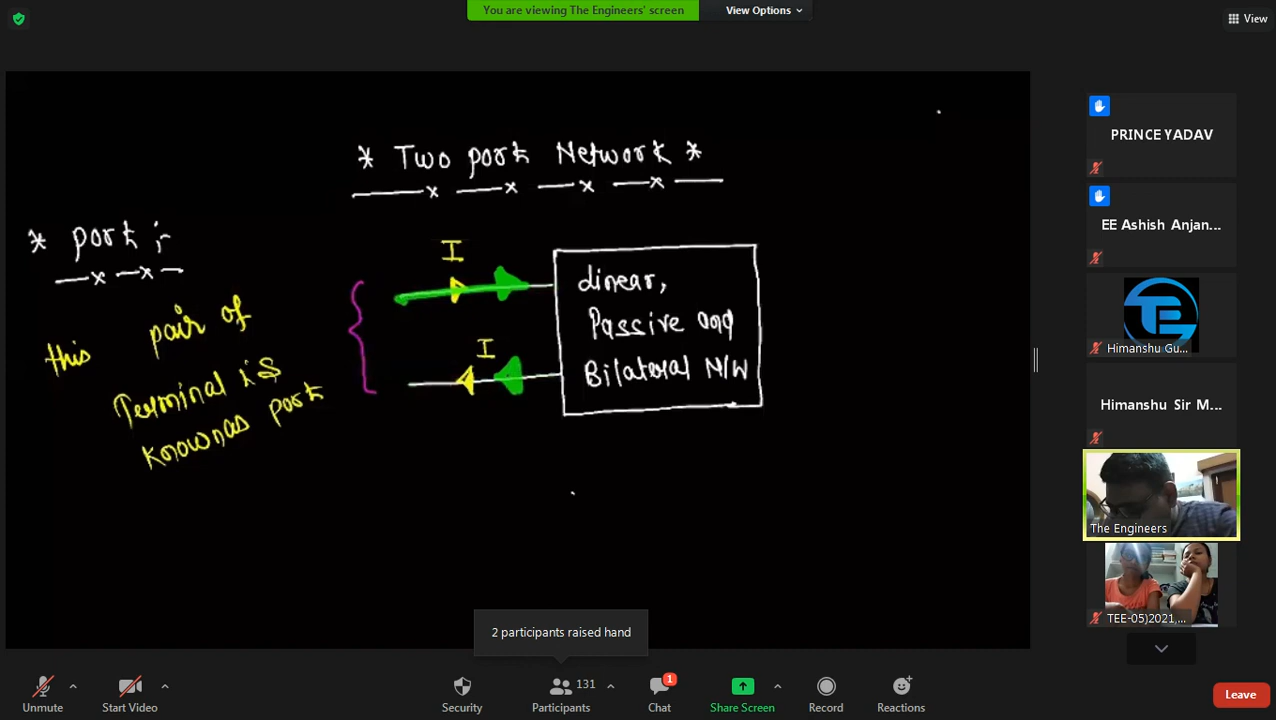 You are viewing The Engineers' screen
View Options
View
* Two port Network *
* port :-
this pair of
Terminal is
knownas port
I
I
Linear,
Passive and
Bilateral N/W
PRINCE YADAV
EE Ashish Anjan...
Himanshu Gu...
Himanshu Sir M...
The Engineers
TEE-05)2021,...
2 participants raised hand
Unmute
Start Video
Security
131
Participants
1
Chat
Share Screen
Record
Reactions
Leave